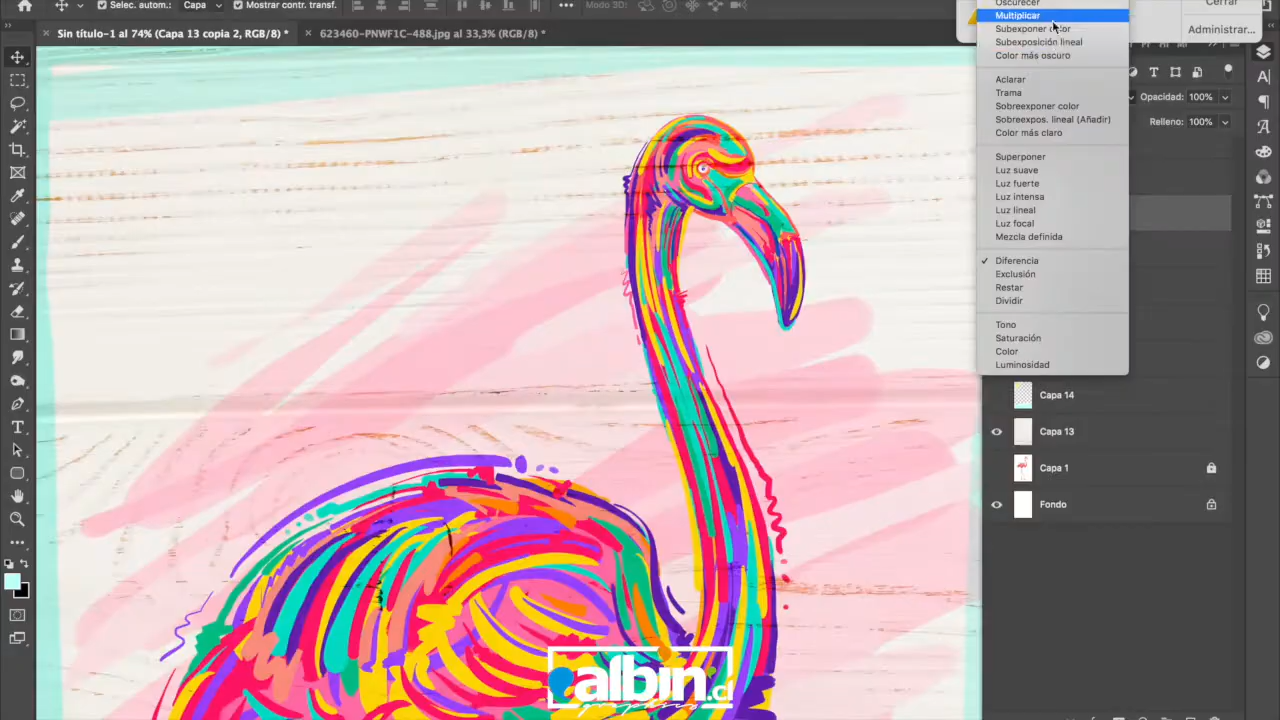 Selec. autom.: Capa Mostrar contr. transf. ••• Modo 3D:
Oscurecer
Cerrar
Administrar...
× Sin título-1 al 74% (Capa 13 copia 2, RGB/8) *
× 623460-PNWF1C-488.jpg al 33,3% (RGB/8) *
Multiplicar
Subexponer color
Subexposición lineal
Color más oscuro
Aclarar
Trama
Sobreexponer color
Sobreexpos. lineal (Añadir)
Color más claro
Superponer
Luz suave
Luz fuerte
Luz intensa
Luz lineal
Luz focal
Mezcla definida
Diferencia
Exclusión
Restar
Dividir
Tono
Saturación
Color
Luminosidad
Opacidad: 100%
Relleno: 100%
Capa 14
Capa 13
Capa 1
Fondo
albin.cl
graphics